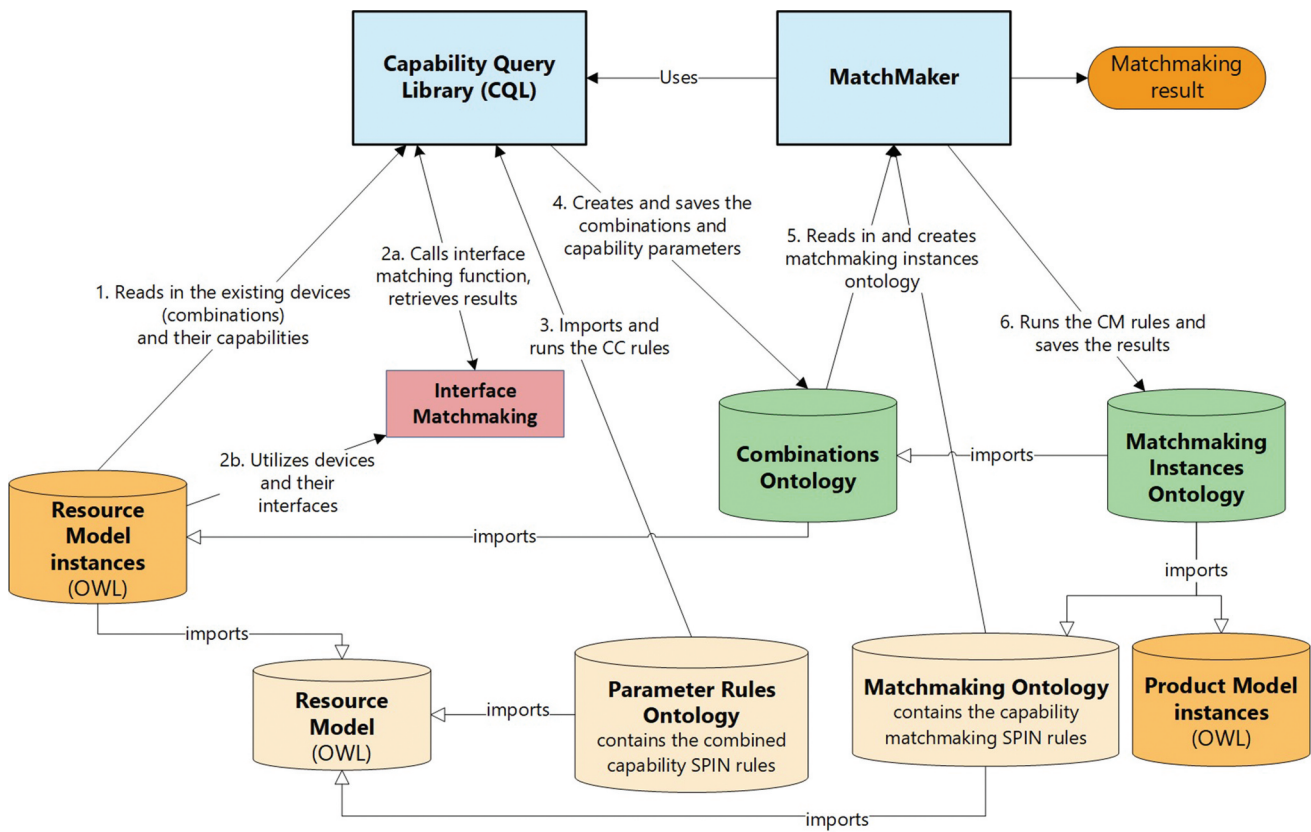 Capability Query
Library (CQL)
Uses
MatchMaker
Matchmaking
result
4. Creates and saves the
combinations and
capability parameters
5. Reads in and creates
matchmaking instances
ontology
2a. Calls interface
matching function,
retrieves results
1. Reads in the existing devices
(combinations)
and their capabilities
3. Imports and
runs the CC rules
6. Runs the CM rules and
saves the results
Interface
Matchmaking
2b. Utilizes devices
and their
interfaces
Combinations
Ontology
imports
Matchmaking
Instances
Ontology
Resource
Model
instances
(OWL)
imports
imports
imports
Resource
Model
(OWL)
imports
Parameter Rules
Ontology
contains the combined
capability SPIN rules
Matchmaking Ontology
contains the capability
matchmaking SPIN rules
Product Model
instances
(OWL)
imports